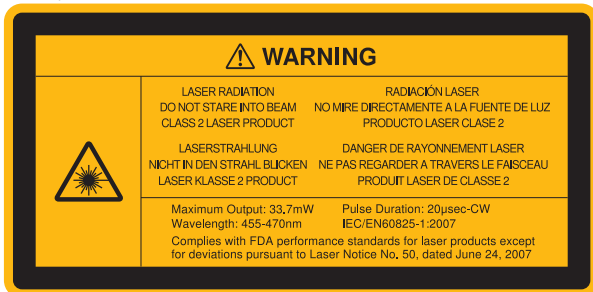 WARNING
LASER RADIATION
DO NOT STARE INTO BEAM
CLASS 2 LASER PRODUCT
RADIACIÓN LASER
NO MIRE DIRECTAMENTE A LA FUENTE DE LUZ
PRODUCTO LASER CLASE 2
LASERSTRAHLUNG
NICHT IN DEN STRAHL BLICKEN
LASER KLASSE 2 PRODUCT
DANGER DE RAYONNEMENT LASER
NE PAS REGARDER A TRAVERS LE FAISCEAU
PRODUIT LASER DE CLASSE 2
Maximum Output: 33.7mW
Wavelength: 455-470nm
Pulse Duration: 20µsec-CW
IEC/EN60825-1:2007
Complies with FDA performance standards for laser products except
for deviations pursuant to Laser Notice No. 50, dated June 24, 2007